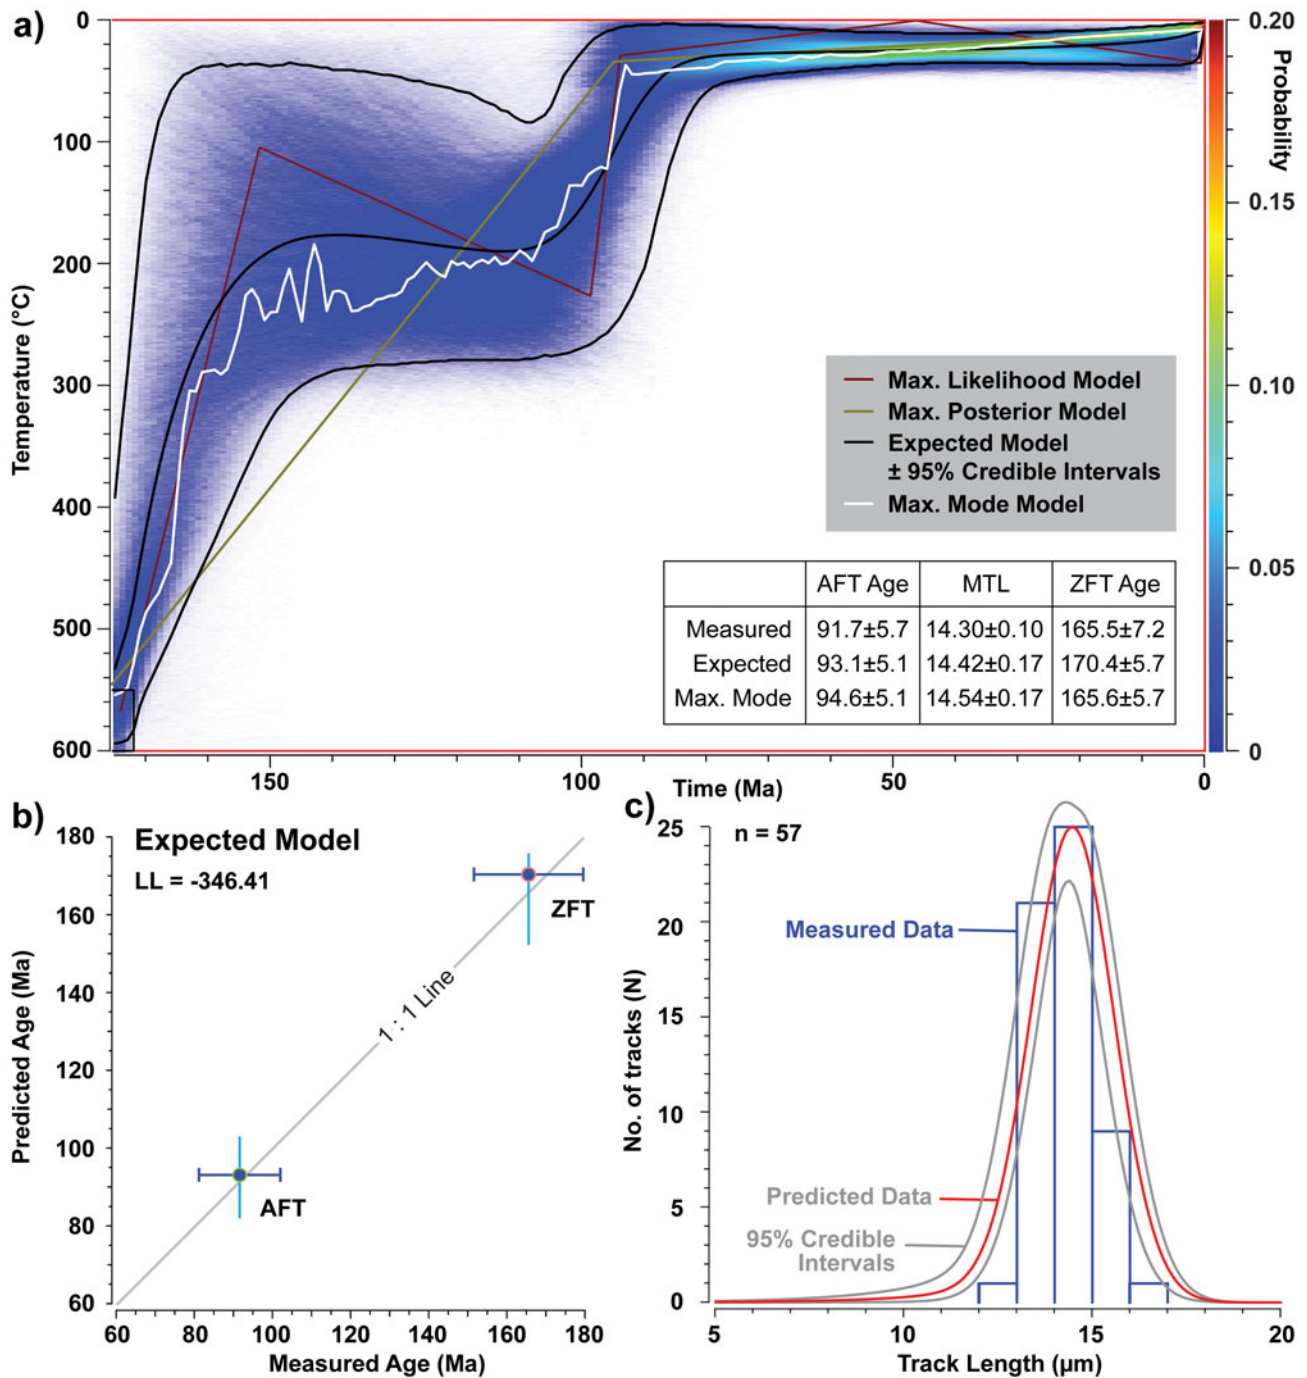 a)
0
100
200
300
400
500
600
Temperature (°C)
150
100
50
0
Time (Ma)
0.20
0.15
0.10
0.05
0
Probability
Max. Likelihood Model
Max. Posterior Model
Expected Model
± 95% Credible Intervals
Max. Mode Model
AFT Age MTL ZFT Age
Measured 91.7±5.7 14.30±0.10 165.5±7.2
Expected 93.1±5.1 14.42±0.17 170.4±5.7
Max. Mode 94.6±5.1 14.54±0.17 165.6±5.7
b)
Expected Model
LL = -346.41
180
160
140
120
100
80
60
Predicted Age (Ma)
ZFT
1 : 1 Line
AFT
60 80 100 120 140 160 180
Measured Age (Ma)
c)
n = 57
25
20
15
10
5
0
No. of tracks (N)
Measured Data
Predicted Data
95% Credible
Intervals
5 10 15 20
Track Length (µm)